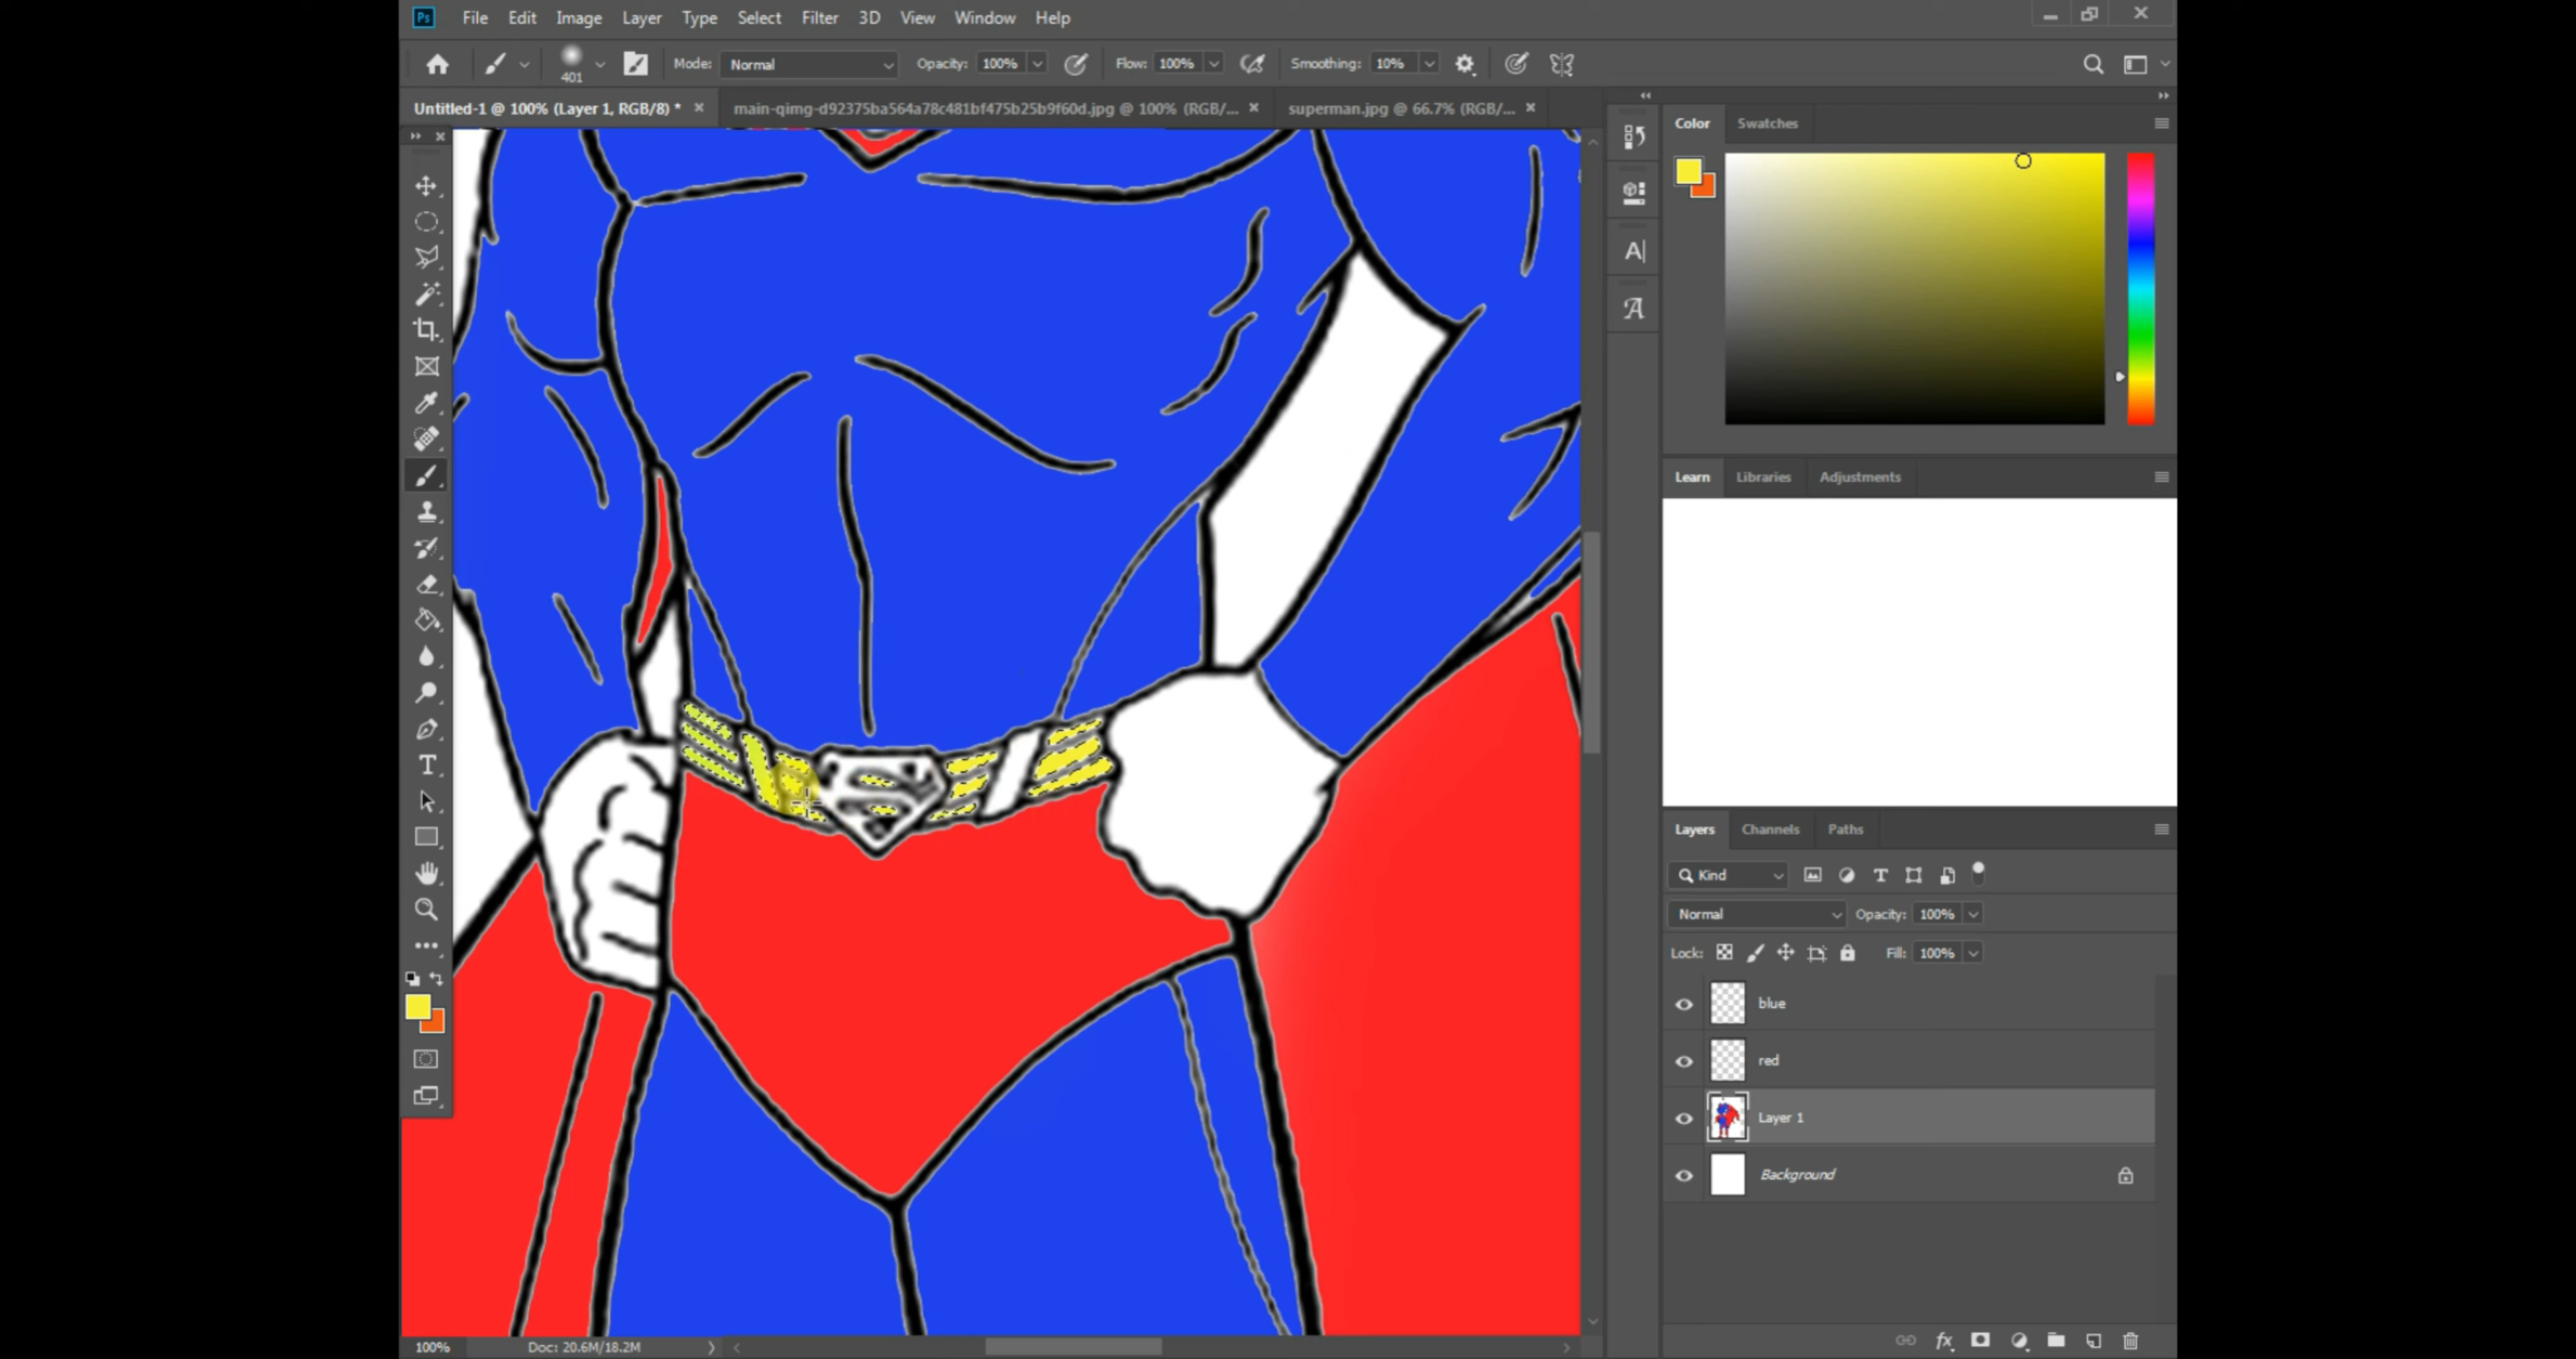 Ps File Edit Image Layer Type Select Filter 3D View Window Help
401 Mode: Normal Opacity: 100% Flow: 100% Smoothing: 10%
Untitled-1 @ 100% (Layer 1, RGB/8) * × main-qimg-d92375ba564a78c481bf475b25b9f60d.jpg @ 100% (RGB/... × superman.jpg @ 66.7% (RGB/... ×
Color Swatches
Learn Libraries Adjustments
Layers Channels Paths
Kind
Normal Opacity: 100%
Lock: Fill: 100%
blue
red
Layer 1
Background
100% Doc: 20.6M/18.2M